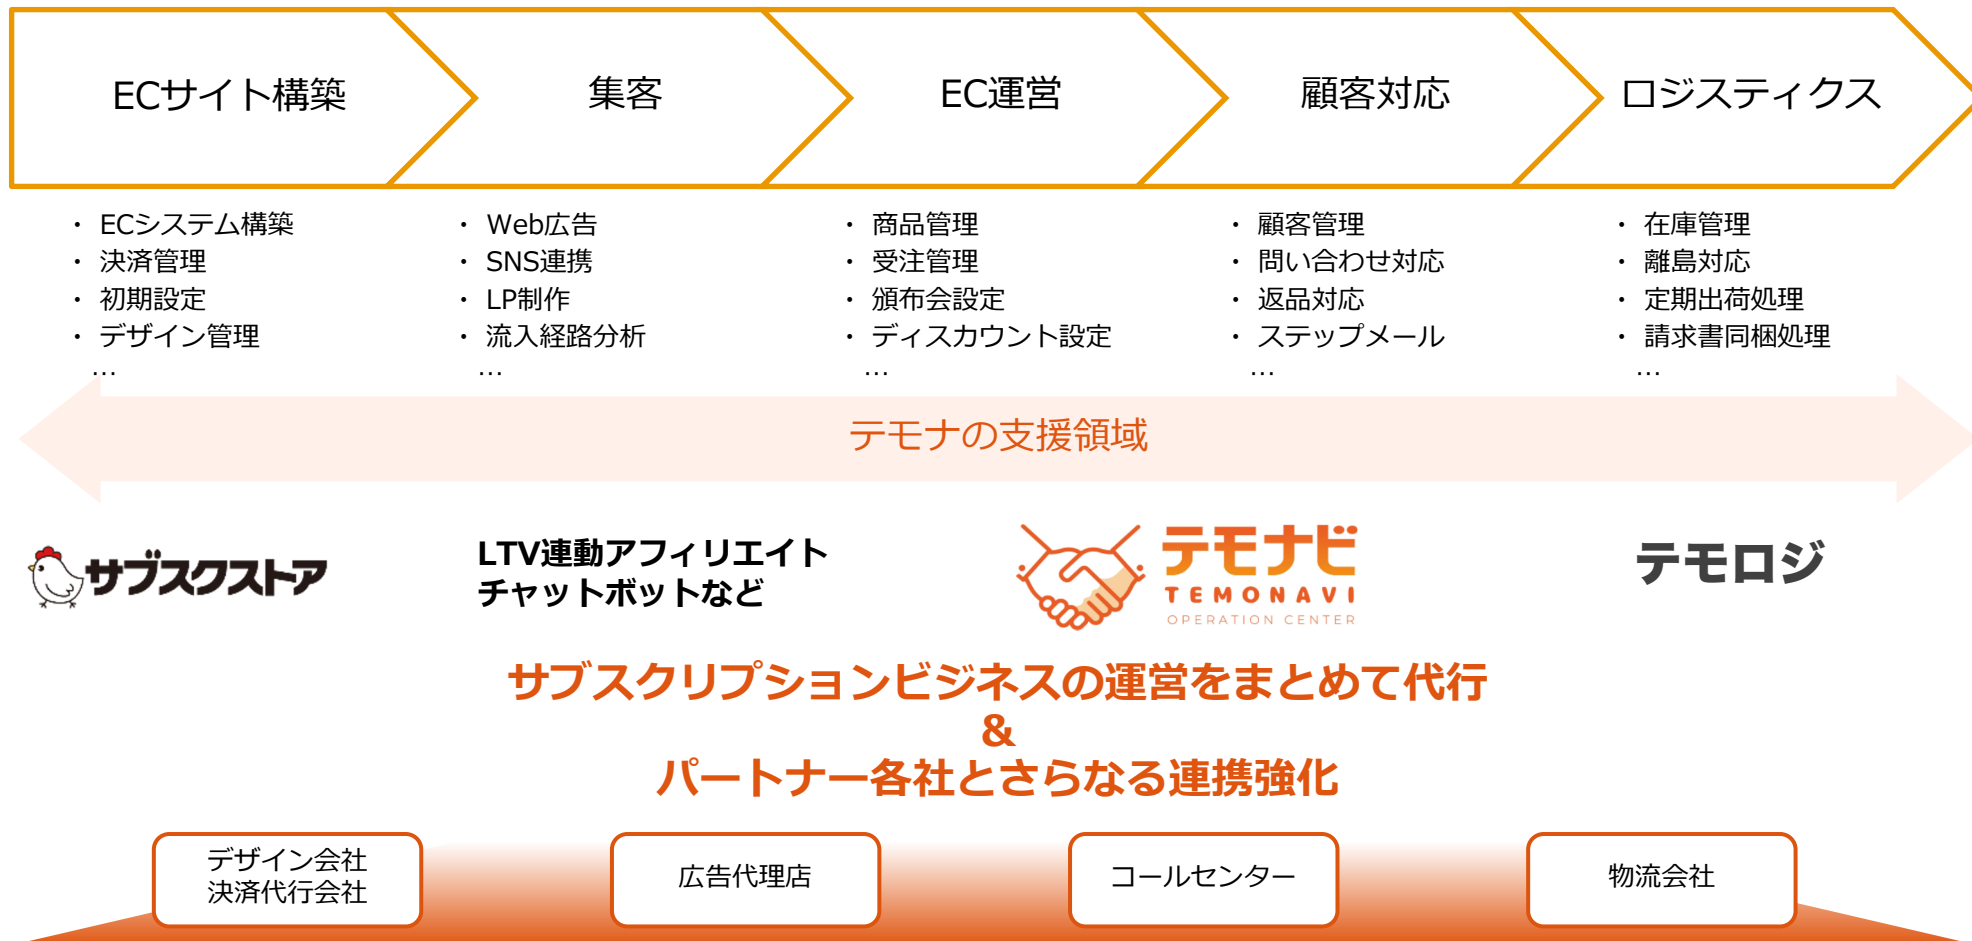 ECサイト構築
集客
EC運営
顧客対応
ロジスティクス
・ ECシステム構築
・ 決済管理
・ 初期設定
・ デザイン管理
…
・ Web広告
・ SNS連携
・ LP制作
・ 流入経路分析
…
・ 商品管理
・ 受注管理
・ 頒布会設定
・ ディスカウント設定
…
・ 顧客管理
・ 問い合わせ対応
・ 返品対応
・ ステップメール
…
・ 在庫管理
・ 離島対応
・ 定期出荷処理
・ 請求書同梱処理
…
テモナの支援領域
サブスクストア
LTV連動アフィリエイト
チャットボットなど
テモナビ
TEMONAVI
OPERATION CENTER
テモロジ
サブスクリプションビジネスの運営をまとめて代行
&
パートナー各社とさらなる連携強化
デザイン会社
決済代行会社
広告代理店
コールセンター
物流会社